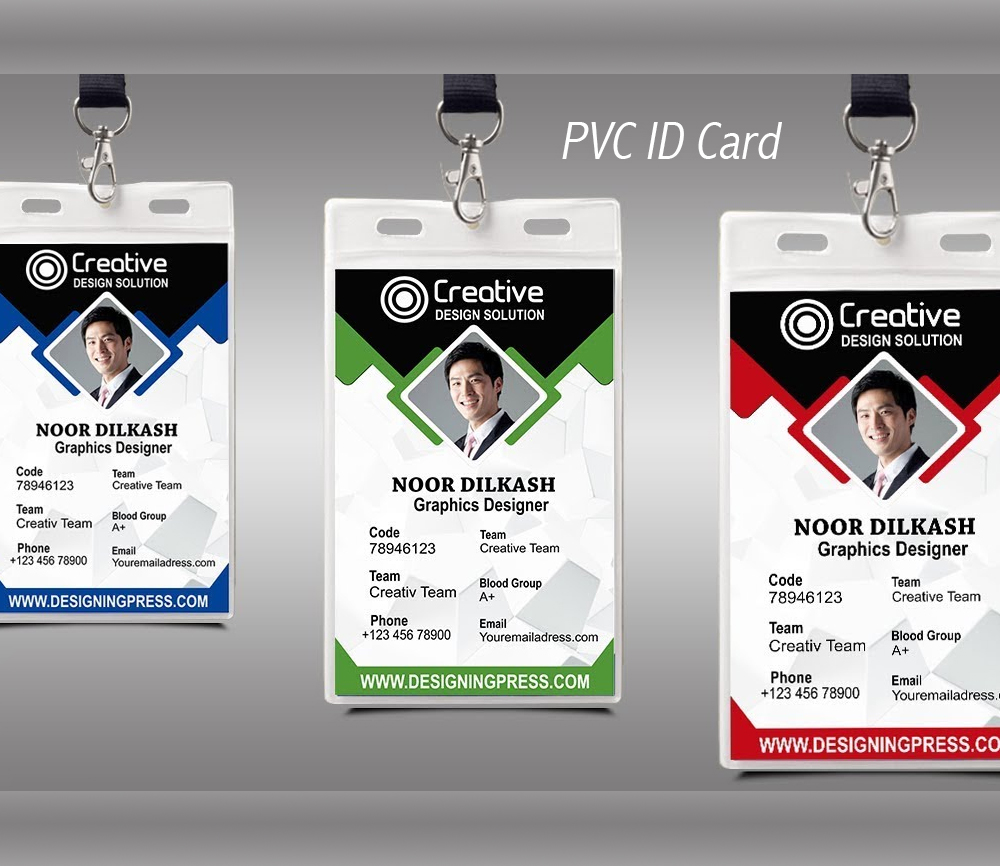 PVC ID Card
Creative
DESIGN SOLUTION
NOOR DILKASH
Graphics Designer
Code
78946123
Team
Creative Team
Team
Creativ Team
Blood Group
A+
Phone
+123 456 78900
Email
Youremailadress.com
WWW.DESIGNINGPRESS.COM
Creative
DESIGN SOLUTION
NOOR DILKASH
Graphics Designer
Code
78946123
Team
Creative Team
Team
Creativ Team
Blood Group
A+
Phone
+123 456 78900
Email
Youremailadress.com
WWW.DESIGNINGPRESS.COM
Creative
DESIGN SOLUTION
NOOR DILKASH
Graphics Designer
Code
78946123
Team
Creative Team
Team
Creativ Team
Blood Group
A+
Phone
+123 456 78900
Email
Youremailadress.
WWW.DESIGNINGPRESS.CO